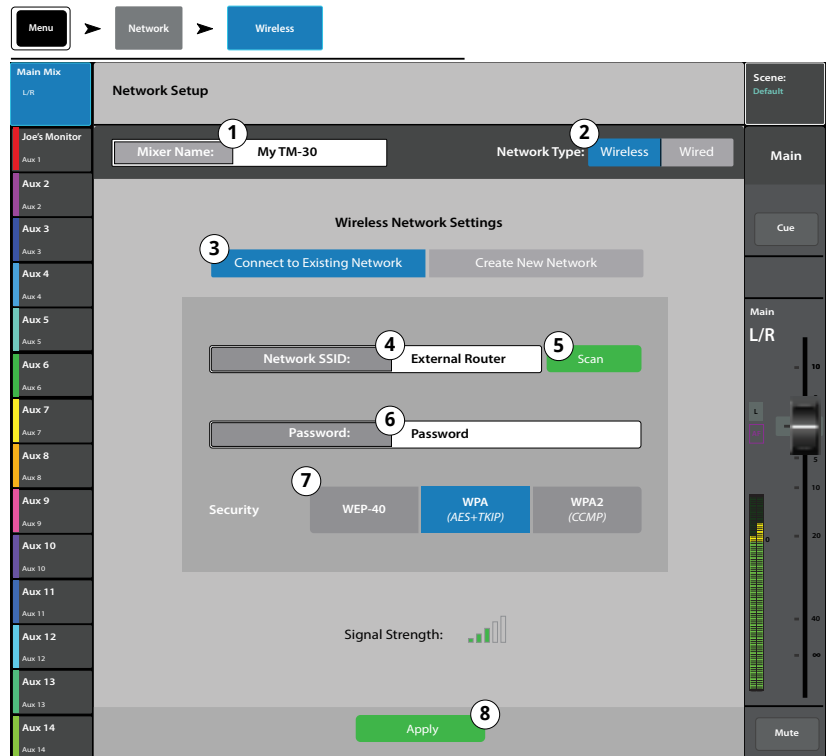 Menu
Network
Wireless
Main Mix
L/R
Network Setup
Scene:
Default
Joe's Monitor
Aux 1
1
Mixer Name:
My TM-30
2
Network Type:
Wireless
Wired
Main
Aux 2
Aux 2
Aux 3
Aux 3
Wireless Network Settings
Cue
3
Connect to Existing Network
Create New Network
Aux 4
Aux 4
Aux 5
Aux 5
Main
L/R
4
Network SSID:
External Router
5
Scan
Aux 6
Aux 6
10
Aux 7
Aux 7
6
Password:
Password
L
Aux 8
Aux 8
5
Aux 9
Aux 9
7
Security
WEP-40
WPA
(AES+TKIP)
WPA2
(CCMP)
10
Aux 10
Aux 10
0
20
Aux 11
Aux 11
40
Aux 12
Aux 12
Signal Strength:
∞
Aux 13
Aux 13
Aux 14
Aux 14
8
Apply
Mute